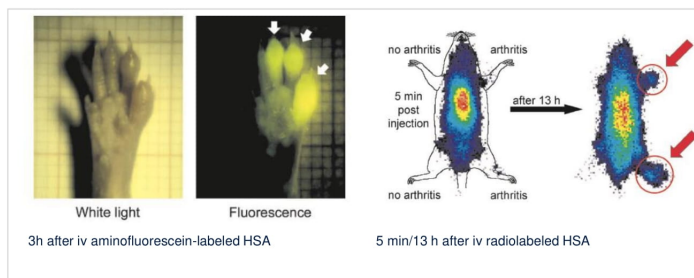 White light
Fluorescence
3h after iv aminofluorescein-labeled HSA
no arthritis
arthritis
5 min
post
injection
after 13 h
no arthritis
arthritis
5 min/13 h after iv radiolabeled HSA